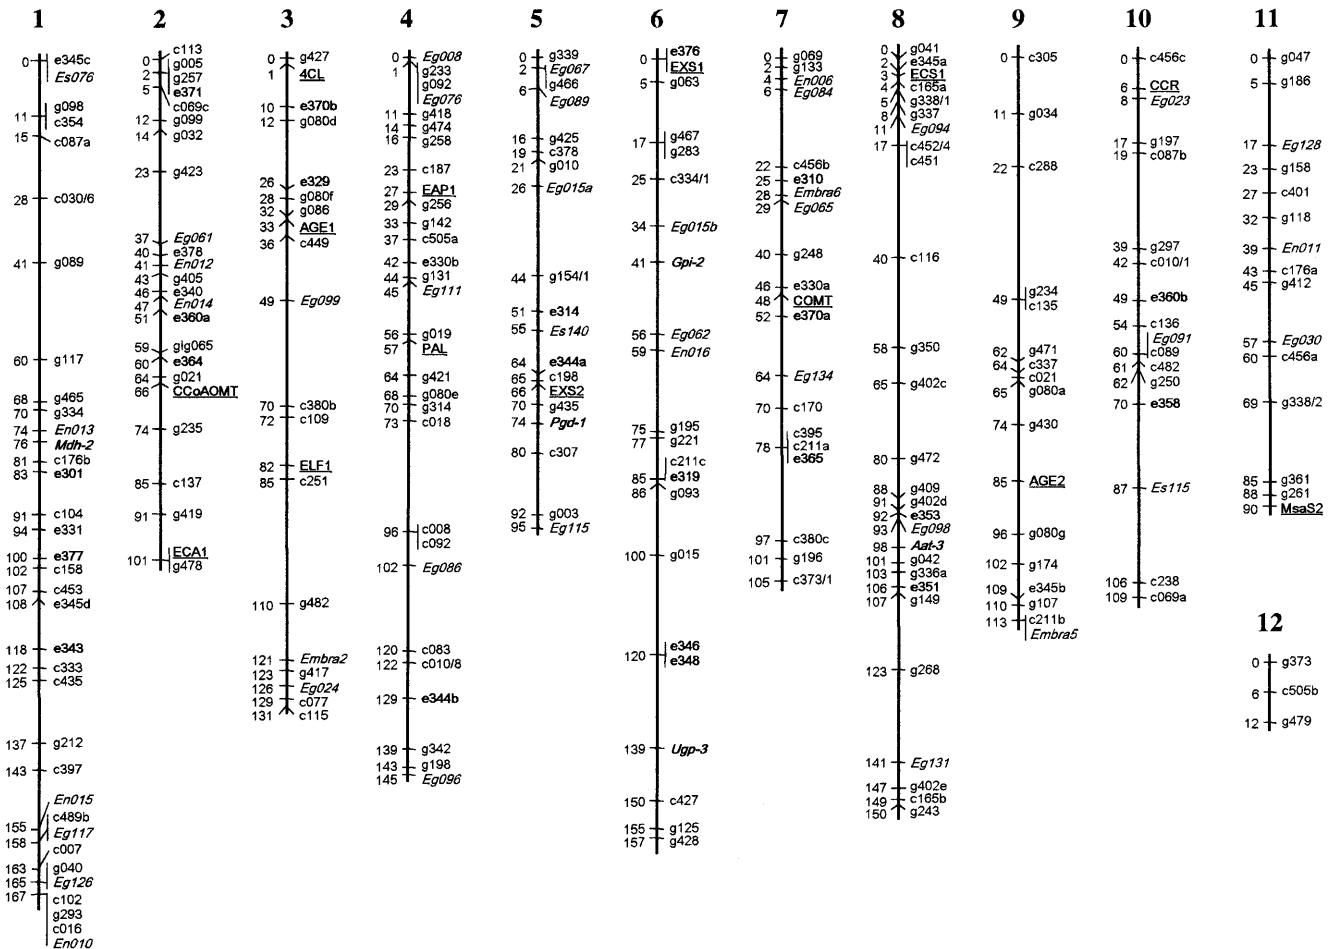 1
0 e345c
Es076
g098
11 c354
15 c087a
28 c030/6
41 g089
60 g117
68 g465
70 g334
74 En013
76 Mdh-2
81 c176b
83 e301
91 c104
94 e331
100 e377
102 c158
107 c453
108 e345d
118 e343
122 c333
125 c435
137 g212
143 c397
En015
c489b
155 Eg117
158 c007
163 g040
165 Eg126
167 c102
g293
c016
En010
2
c113
0 g005
2 g257
5 e371
c069c
12 g099
14 g032
23 g423
37 Eg061
40 e378
41 En012
43 g405
46 e340
47 En014
51 e360a
59 glg065
60 e364
64 g021
66 CCoAOMT
74 g235
85 c137
91 g419
ECA1
101 g478
3
0 g427
1 4CL
10 e370b
12 g080d
26 e329
28 g080f
32 g086
33 AGE1
36 c449
49 Eg099
70 c380b
72 c109
82 ELF1
85 c251
110 g482
121 Embra2
123 g417
126 Eg024
129 c077
131 c115
4
0 Eg008
1 g233
g092
Eg076
11 g418
14 g474
16 g258
23 c187
27 EAP1
29 g256
33 g142
37 c505a
42 e330b
44 g131
45 Eg111
56 g019
57 PAL
64 g421
68 g080e
70 g314
73 c018
96 c008
c092
102 Eg086
120 c083
122 c010/8
129 e344b
139 g342
143 g198
145 Eg096
5
0 g339
2 Eg067
g466
6 Eg089
16 g425
19 c378
21 g010
26 Eg015a
44 g154/1
51 e314
55 Es140
64 e344a
65 c198
66 EXS2
70 g435
74 Pgd-1
80 c307
92 g003
95 Eg115
6
e376
0 EXS1
5 g063
g467
17 g283
25 c334/1
34 Eg015b
41 Gpi-2
56 Eg062
59 En016
75 g195
77 g221
c211c
85 e319
86 g093
100 g015
e346
120 e348
139 Ugp-3
150 c427
155 g125
157 g428
7
0 g069
2 g133
4 En006
6 Eg084
22 c456b
25 e310
28 Embra6
29 Eg065
40 g248
46 e330a
48 COMT
52 e370a
64 Eg134
70 c170
c395
78 c211a
e365
97 c380c
101 g196
105 c373/1
8
0 g041
2 e345a
3 ECS1
4 c165a
5 g338/1
8 g337
11 Eg094
17 c452/4
c451
40 c116
58 g350
65 g402c
80 g472
88 g409
91 g402d
92 e353
93 Eg098
98 Aat-3
101 g042
103 g336a
106 e351
107 g149
123 g268
141 Eg131
147 g402e
149 c165b
150 g243
9
0 c305
11 g034
22 c288
g234
49 c135
62 g471
64 c337
c021
65 g080a
74 g430
85 AGE2
96 g080g
102 g174
109 e345b
110 g107
113 c211b
Embra5
10
0 c456c
6 CCR
8 Eg023
17 g197
19 c087b
39 g297
42 c010/1
49 e360b
54 c136
Eg091
60 c089
61 c482
62 g250
70 e358
87 Es115
106 c238
109 c069a
11
0 g047
5 g186
17 Eg128
23 g158
27 c401
32 g118
39 En011
43 c176a
45 g412
57 Eg030
60 c456a
69 g338/2
85 g361
88 g261
90 MsaS2
12
0 g373
6 c505b
12 g479